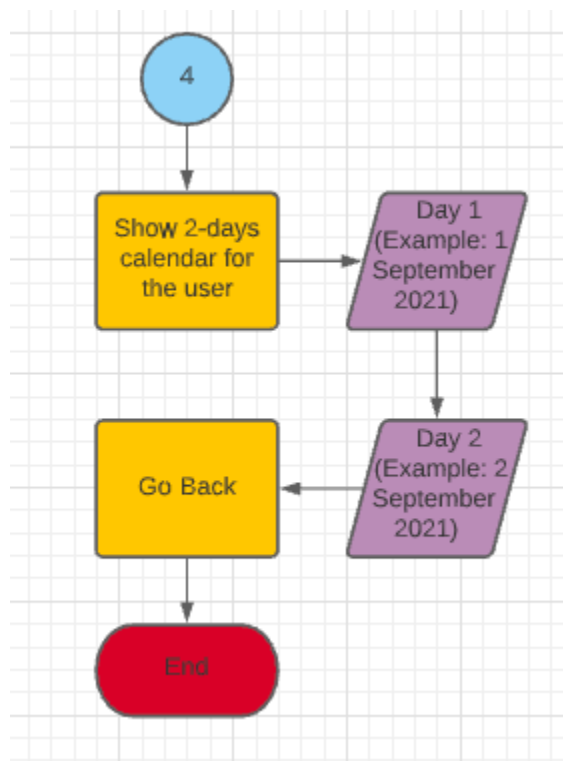 4
Show 2-days
calendar for
the user
Day 1
(Example: 1
September
2021)
Day 2
(Example: 2
September
2021)
Go Back
End